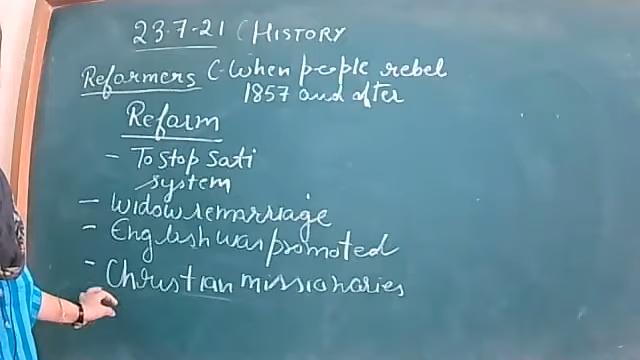 23.7-21 (HISTORY
Reformers C-When people rebel
1857 and after
Reform
- To stop sati
system
- Widow remarriage
- English was promoted
- Christian missionaries